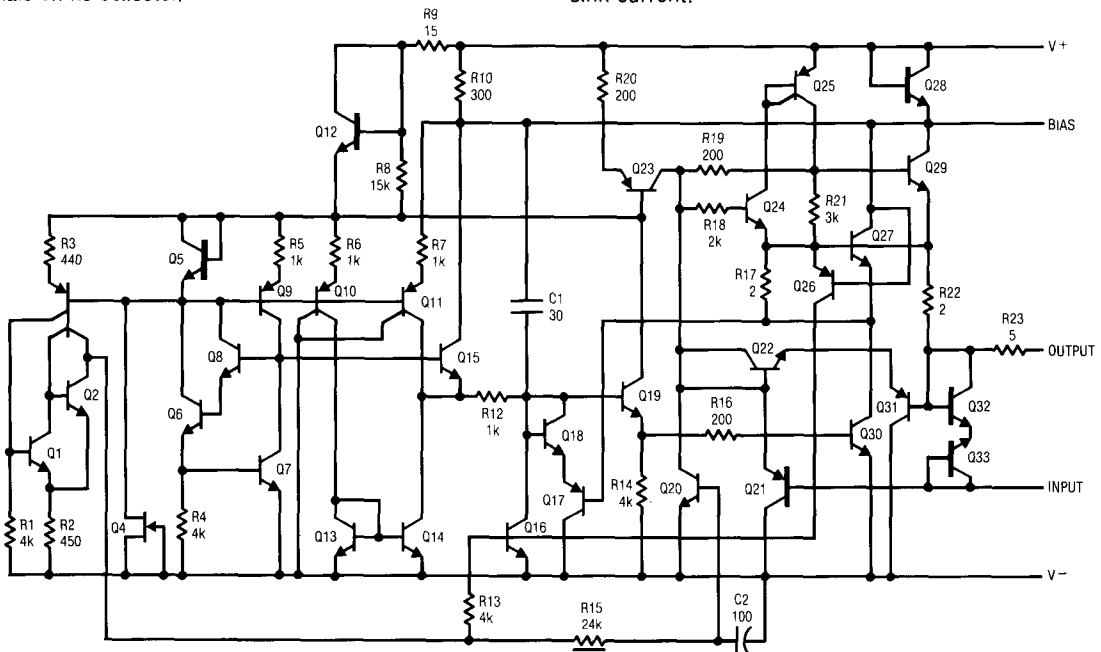 sink current.
R9
15
V+
R10
300
R20
200
Q25
Q28
Q12
BIAS
R8
15k
R19
200
Q23
Q29
R18
2k
Q24
R21
3k
R3
440
Q5
R5
1k
R6
1k
R7
1k
Q27
R17
2
Q26
R22
2
Q9
Q10
Q11
C1
30
R23
5
OUTPUT
Q8
Q15
Q22
Q2
R12
1k
Q19
R16
200
Q31
Q32
Q6
Q18
Q30
Q1
Q7
Q33
R14
4k
Q20
Q21
INPUT
Q17
R1
4k
R2
450
Q4
R4
4k
Q13
Q14
Q16
V−
R13
4k
R15
24k
C2
100